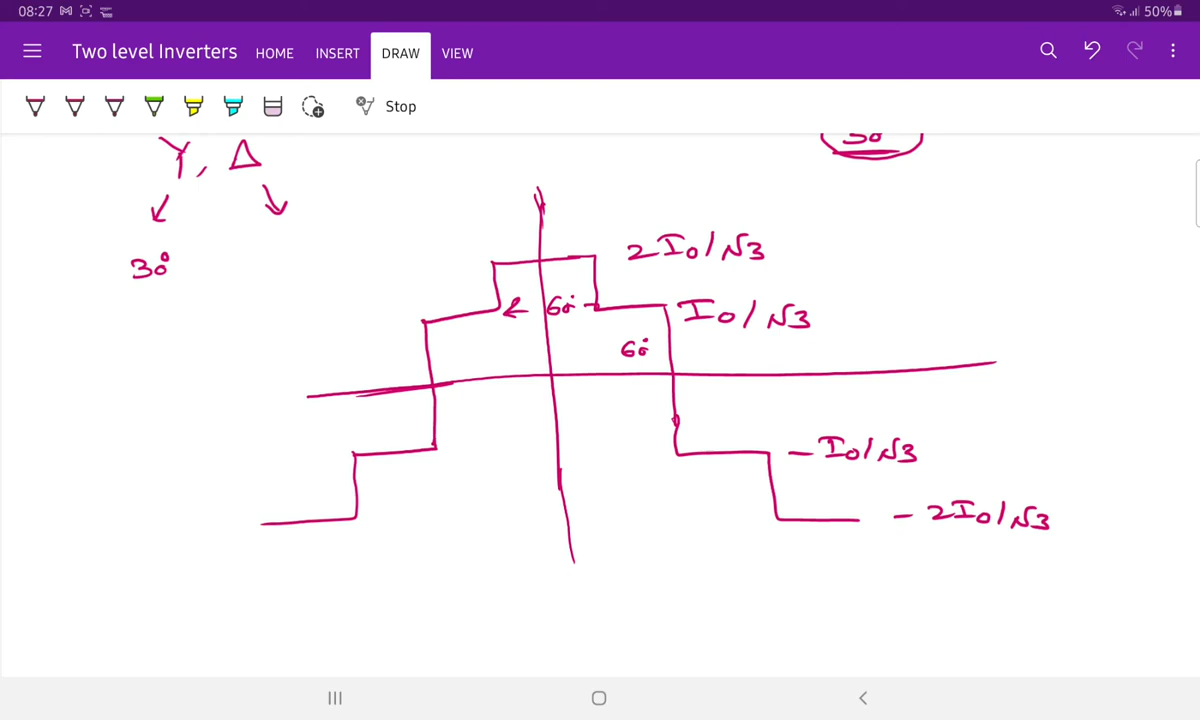 08:27 50%
Two level Inverters HOME INSERT DRAW VIEW
Stop
30
Y, Δ
30°
2I0/√3
60° I0/√3
60°
-I0/√3
-2I0/√3